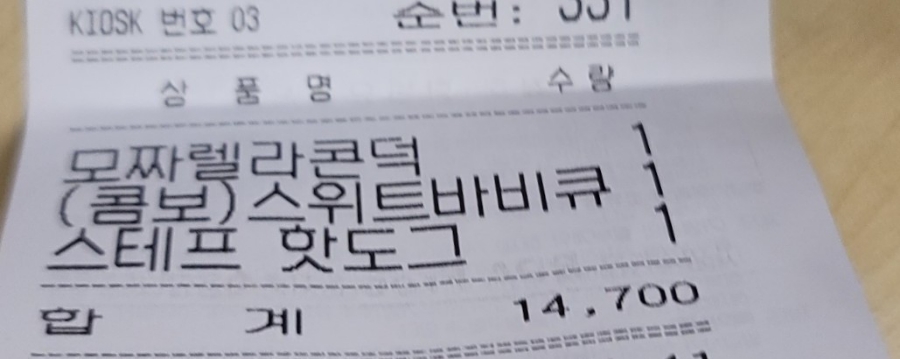 KIOSK 번호 03 순번:
상 품 명 수량
모짜렐라콘덕 1
(콤보)스위트바비큐 1
스테프 핫도그 1
합 계 14,700